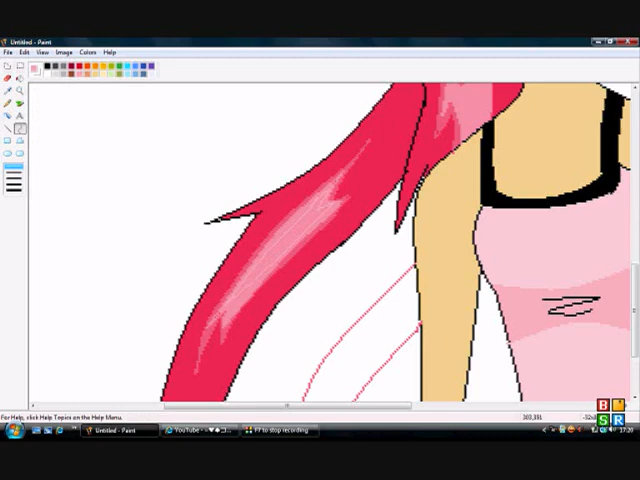 Untitled - Paint
File Edit View Image Colors Help
For Help, click Help Topics on the Help Menu.
303,391
Untitled - Paint
YouTube -
F7 to stop recording
17:20
B
S R